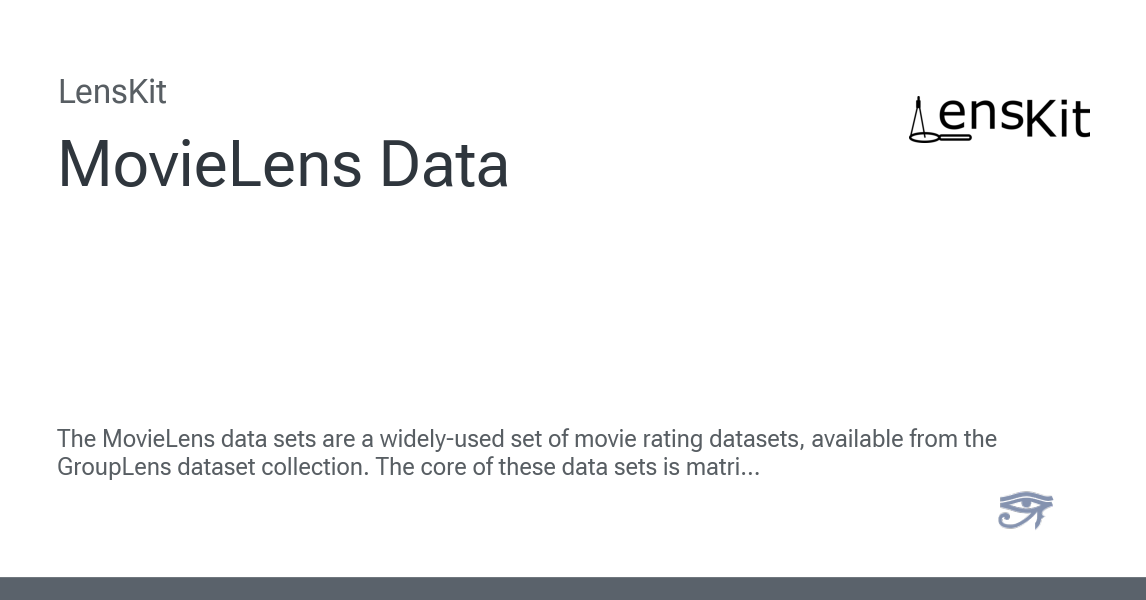 LensKit
LensKit
MovieLens Data
The MovieLens data sets are a widely-used set of movie rating datasets, available from the
GroupLens dataset collection. The core of these data sets is matri...